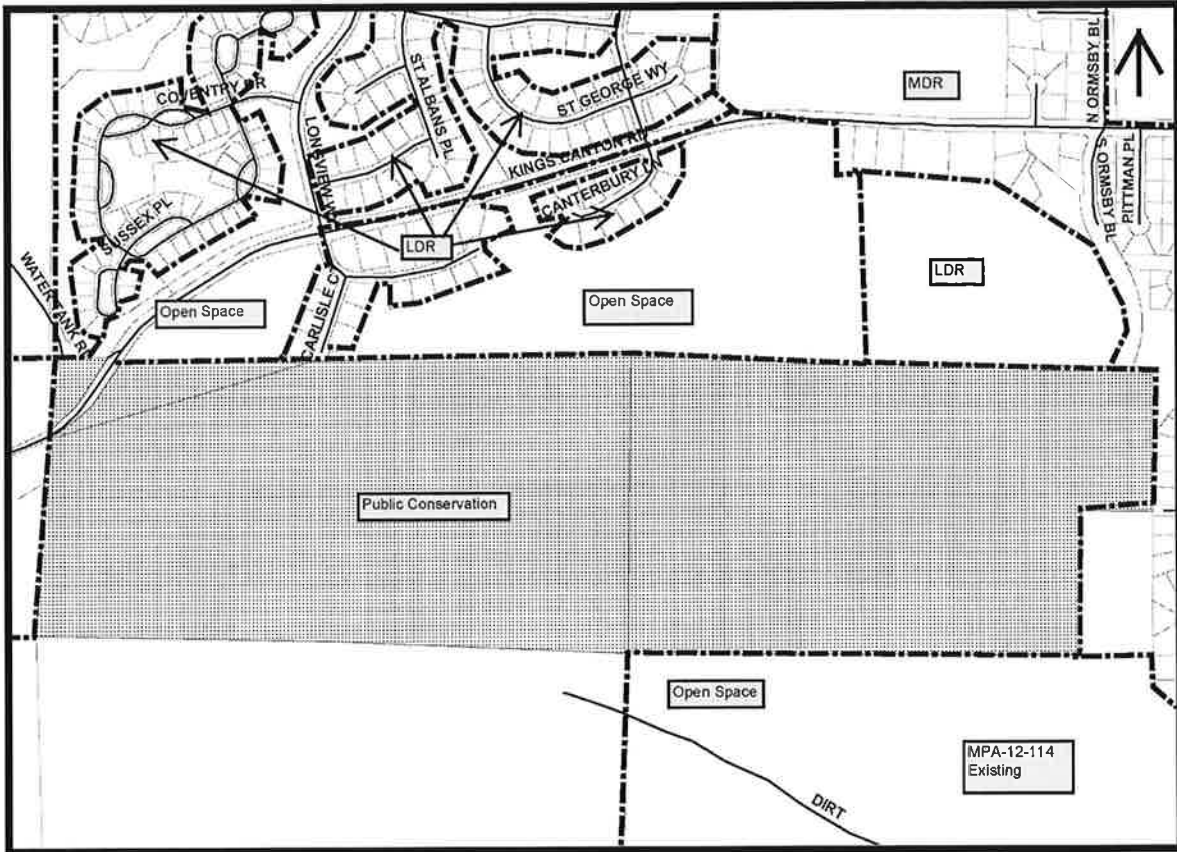 COVENTRY DR
ST ALBANS PL
ST GEORGE WY
MDR
N ORMSBY BL
LONGVIEW
KINGS CANYON
CANTERBURY LN
S ORMSBY BL
PITTMAN PL
SUSSEX PL
LDR
LDR
WATER TANK R
Open Space
CARLISLE CT
Open Space
Public Conservation
Open Space
MPA-12-114
Existing
DIRT